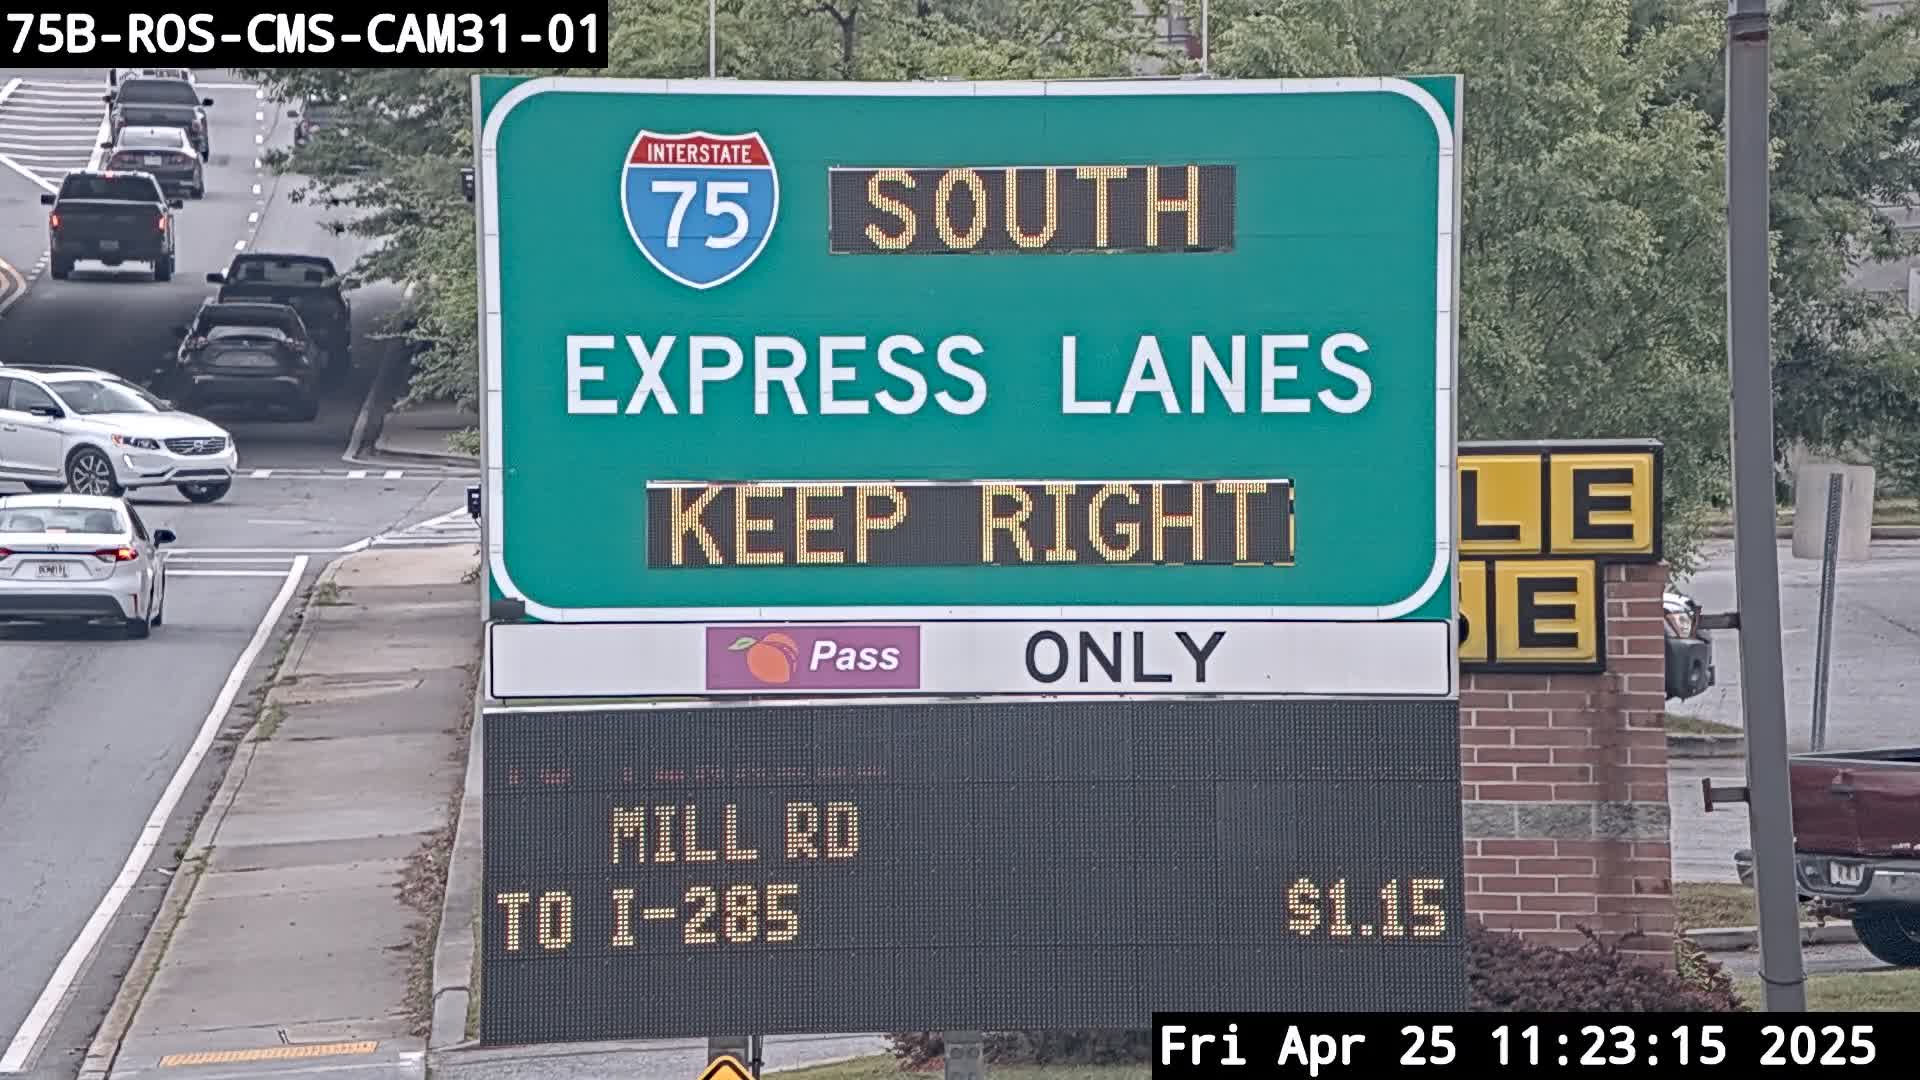 75B-ROS-CMS-CAM31-01
INTERSTATE
75
SOUTH
EXPRESS LANES
KEEP RIGHT
LE
E
Pass ONLY
MILL RD
TO I-285 $1.15
Fri Apr 25 11:23:15 2025